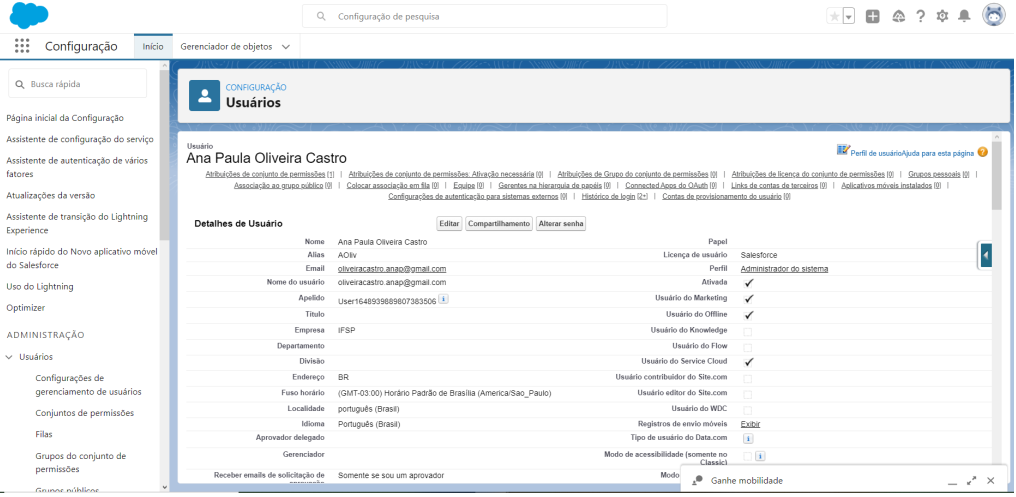 Configuração de pesquisa
Configuração
Início
Gerenciador de objetos
Busca rápida
Página inicial da Configuração
Assistente de configuração do serviço
Assistente de autenticação de vários
fatores
Atualizações da versão
Assistente de transição do Lightning
Experience
Início rápido do Novo aplicativo móvel
do Salesforce
Uso do Lightning
Optimizer
ADMINISTRAÇÃO
Usuários
Configurações de
gerenciamento de usuários
Conjuntos de permissões
Filas
Grupos do conjunto de
permissões
Grupos públicos
CONFIGURAÇÃO
Usuários
Usuário
Ana Paula Oliveira Castro
Perfil de usuário Ajuda para esta página
Atribuições de conjunto de permissões [1] | Atribuições de conjunto de permissões: Ativação necessária [0] | Atribuições de Grupo do conjunto de permissões [0] | Atribuições de licença do conjunto de permissões [0] | Grupos pessoais [0] |
Associação ao grupo público [0] | Colocar associação em fila [0] | Equipe [0] | Gerentes na hierarquia de papéis [0] | Connected Apps do OAuth [0] | Links de contas de terceiros [0] | Aplicativos móveis instalados [0] |
Configurações de autenticação para sistemas externos [0] | Histórico de login [2+] | Contas de provisionamento do usuário [0]
Detalhes de Usuário
Editar
Compartilhamento
Alterar senha
Nome Ana Paula Oliveira Castro
Papel
Alias AOliv
Licença de usuário Salesforce
Email oliveiracastro.anap@gmail.com
Perfil Administrador do sistema
Nome do usuário oliveiracastro.anap@gmail.com
Ativada
Apelido User1648939889807383506
Usuário do Marketing
Título
Usuário do Offline
Empresa IFSP
Usuário do Knowledge
Departamento
Usuário do Flow
Divisão
Usuário do Service Cloud
Endereço BR
Usuário contribuidor do Site.com
Fuso horário (GMT-03:00) Horário Padrão de Brasília (America/Sao_Paulo)
Usuário editor do Site.com
Localidade português (Brasil)
Usuário do WDC
Idioma Português (Brasil)
Registros de envio móveis Exibir
Aprovador delegado
Tipo de usuário do Data.com
Gerenciador
Modo de acessibilidade (somente no
Classic)
Receber emails de solicitação de
aprovação
Somente se sou um aprovador
Modo
Ganhe mobilidade